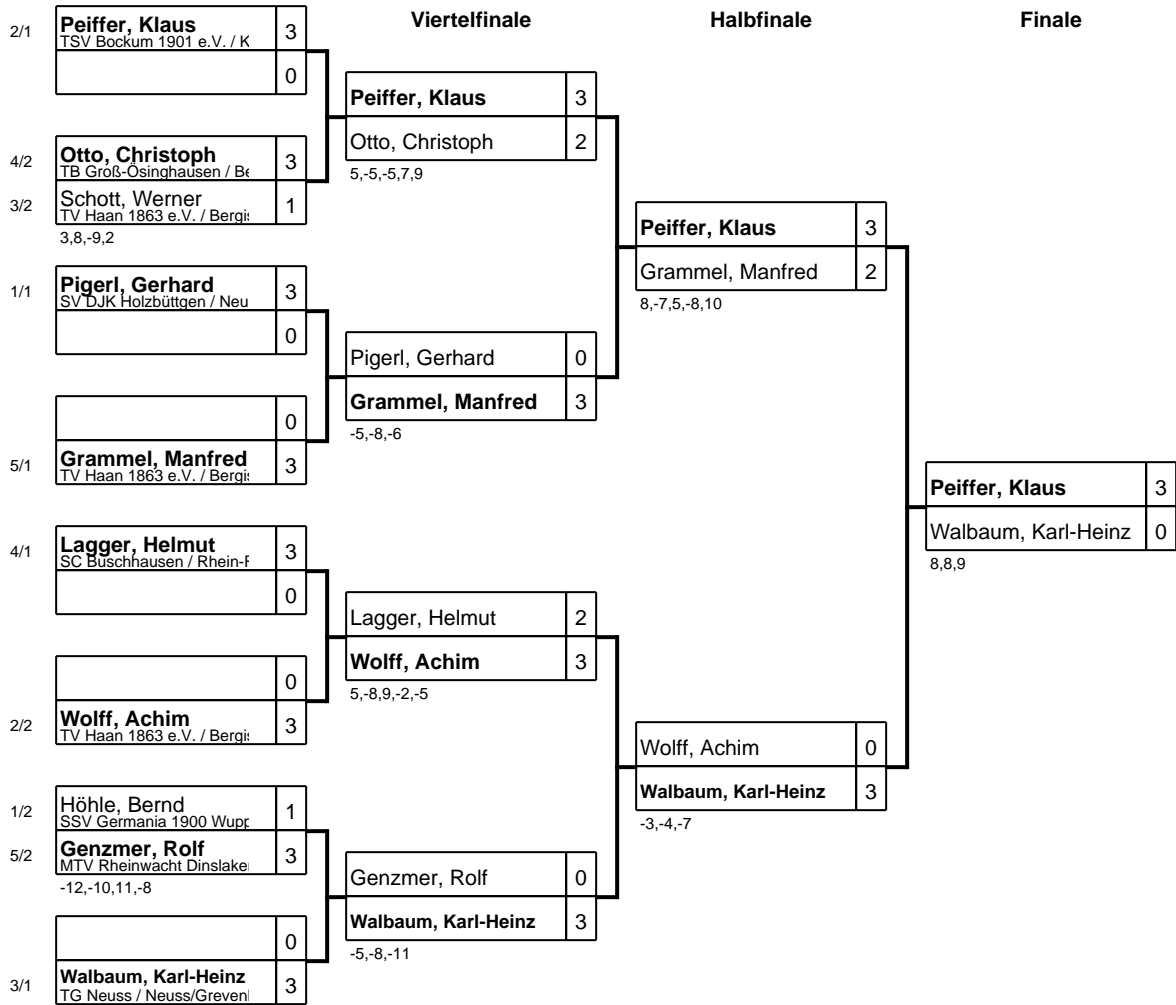 Viertelfinale
Halbfinale
Finale
2/1
Peiffer, Klaus
3
TSV Bockum 1901 e.V. / K
0
4/2
Otto, Christoph
3
TB Groß-Ösinghausen / Be
3/2
Schott, Werner
1
TV Haan 1863 e.V. / Bergis
3,8,-9,2
1/1
Pigerl, Gerhard
3
SV DJK Holzbüttgen / Neu
0
0
5/1
Grammel, Manfred
3
TV Haan 1863 e.V. / Bergis
4/1
Lagger, Helmut
3
SC Buschhausen / Rhein-R
0
0
2/2
Wolff, Achim
3
TV Haan 1863 e.V. / Bergis
1/2
Höhle, Bernd
1
SSV Germania 1900 Wupp
5/2
Genzmer, Rolf
3
MTV Rheinwacht Dinslaken
-12,-10,11,-8
0
3/1
Walbaum, Karl-Heinz
3
TG Neuss / Neuss/Grevenb
Peiffer, Klaus
3
Otto, Christoph
2
5,-5,-5,7,9
Pigerl, Gerhard
0
Grammel, Manfred
3
-5,-8,-6
Lagger, Helmut
2
Wolff, Achim
3
5,-8,9,-2,-5
Genzmer, Rolf
0
Walbaum, Karl-Heinz
3
-5,-8,-11
Peiffer, Klaus
3
Grammel, Manfred
2
8,-7,5,-8,10
Wolff, Achim
0
Walbaum, Karl-Heinz
3
-3,-4,-7
Peiffer, Klaus
3
Walbaum, Karl-Heinz
0
8,8,9